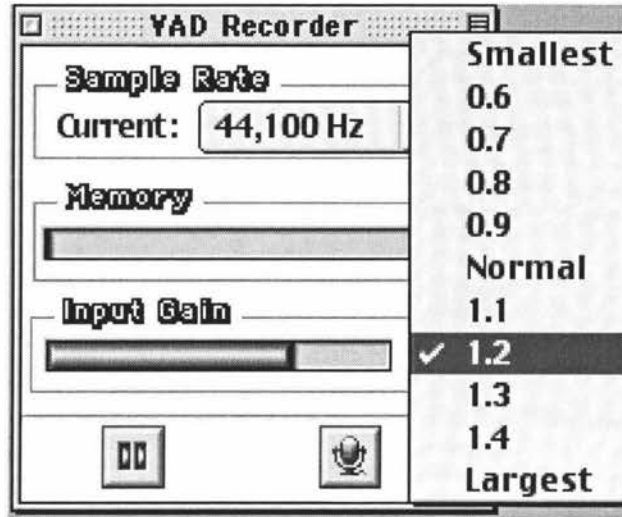 VAD Recorder
Sample Rate
Current: 44,100 Hz
Memory
Input Gain
Smallest
0.6
0.7
0.8
0.9
Normal
1.1
1.2
1.3
1.4
Largest